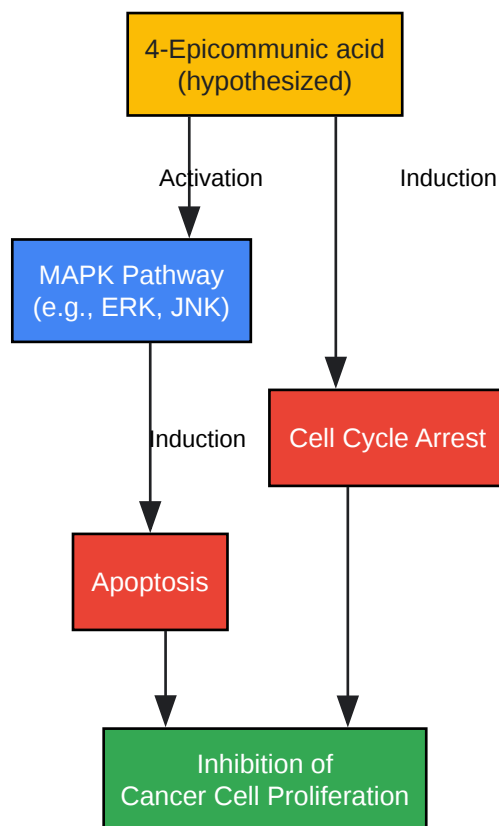 4-Epicommunic acid
(hypothesized)
Activation
Induction
MAPK Pathway
(e.g., ERK, JNK)
Induction
Cell Cycle Arrest
Apoptosis
Inhibition of
Cancer Cell Proliferation